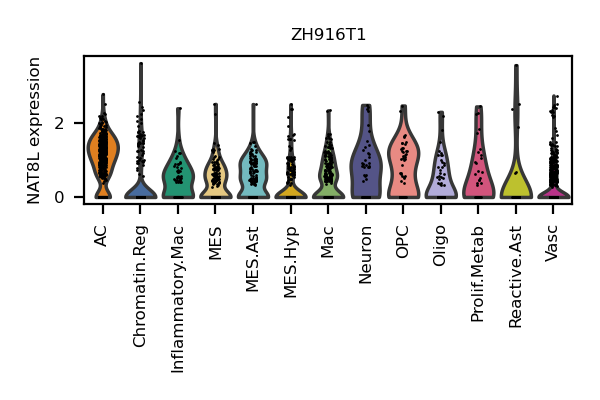 ZH916T1
NAT8L expression
2
0
AC
Chromatin.Reg
Inflammatory.Mac
MES
MES.Ast
MES.Hyp
Mac
Neuron
OPC
Oligo
Prolif.Metab
Reactive.Ast
Vasc